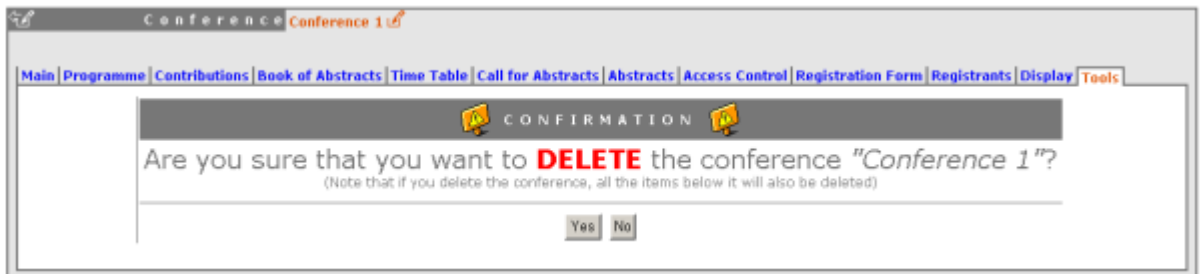 Conference Conference 1
Main Programme Contributions Book of Abstracts Time Table Call for Abstracts Abstracts Access Control Registration Form Registrants Display Tools
CONFIRMATION
Are you sure that you want to DELETE the conference "Conference 1"?
(Note that if you delete the conference, all the items below it will also be deleted)
Yes No